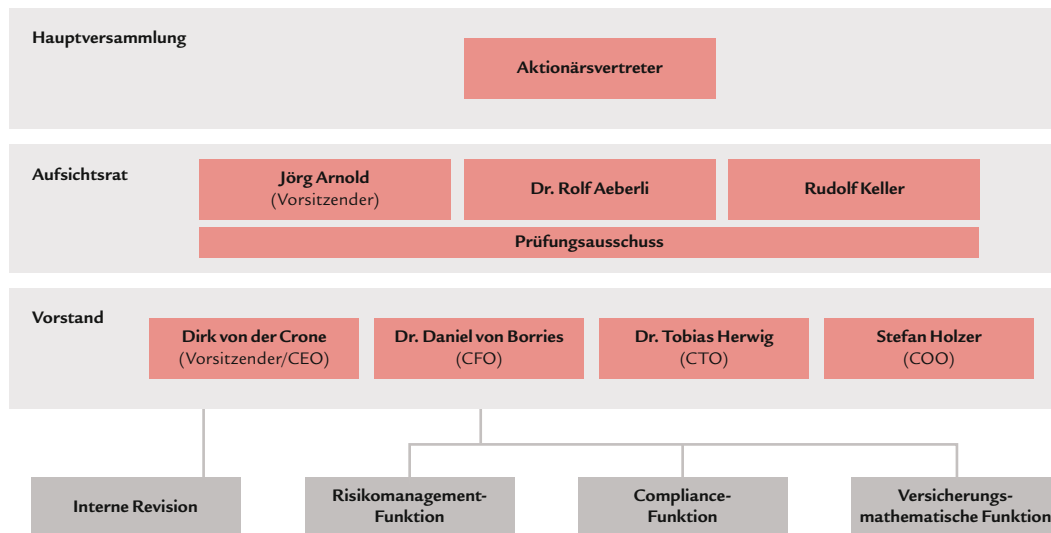 Hauptversammlung
Aktionärsvertreter
Aufsichtsrat
Jörg Arnold
(Vorsitzender)
Dr. Rolf Aeberli
Rudolf Keller
Prüfungsausschuss
Vorstand
Dirk von der Crone
(Vorsitzender/CEO)
Dr. Daniel von Borries
(CFO)
Dr. Tobias Herwig
(CTO)
Stefan Holzer
(COO)
Interne Revision
Risikomanagement-
Funktion
Compliance-
Funktion
Versicherungs-
mathematische Funktion